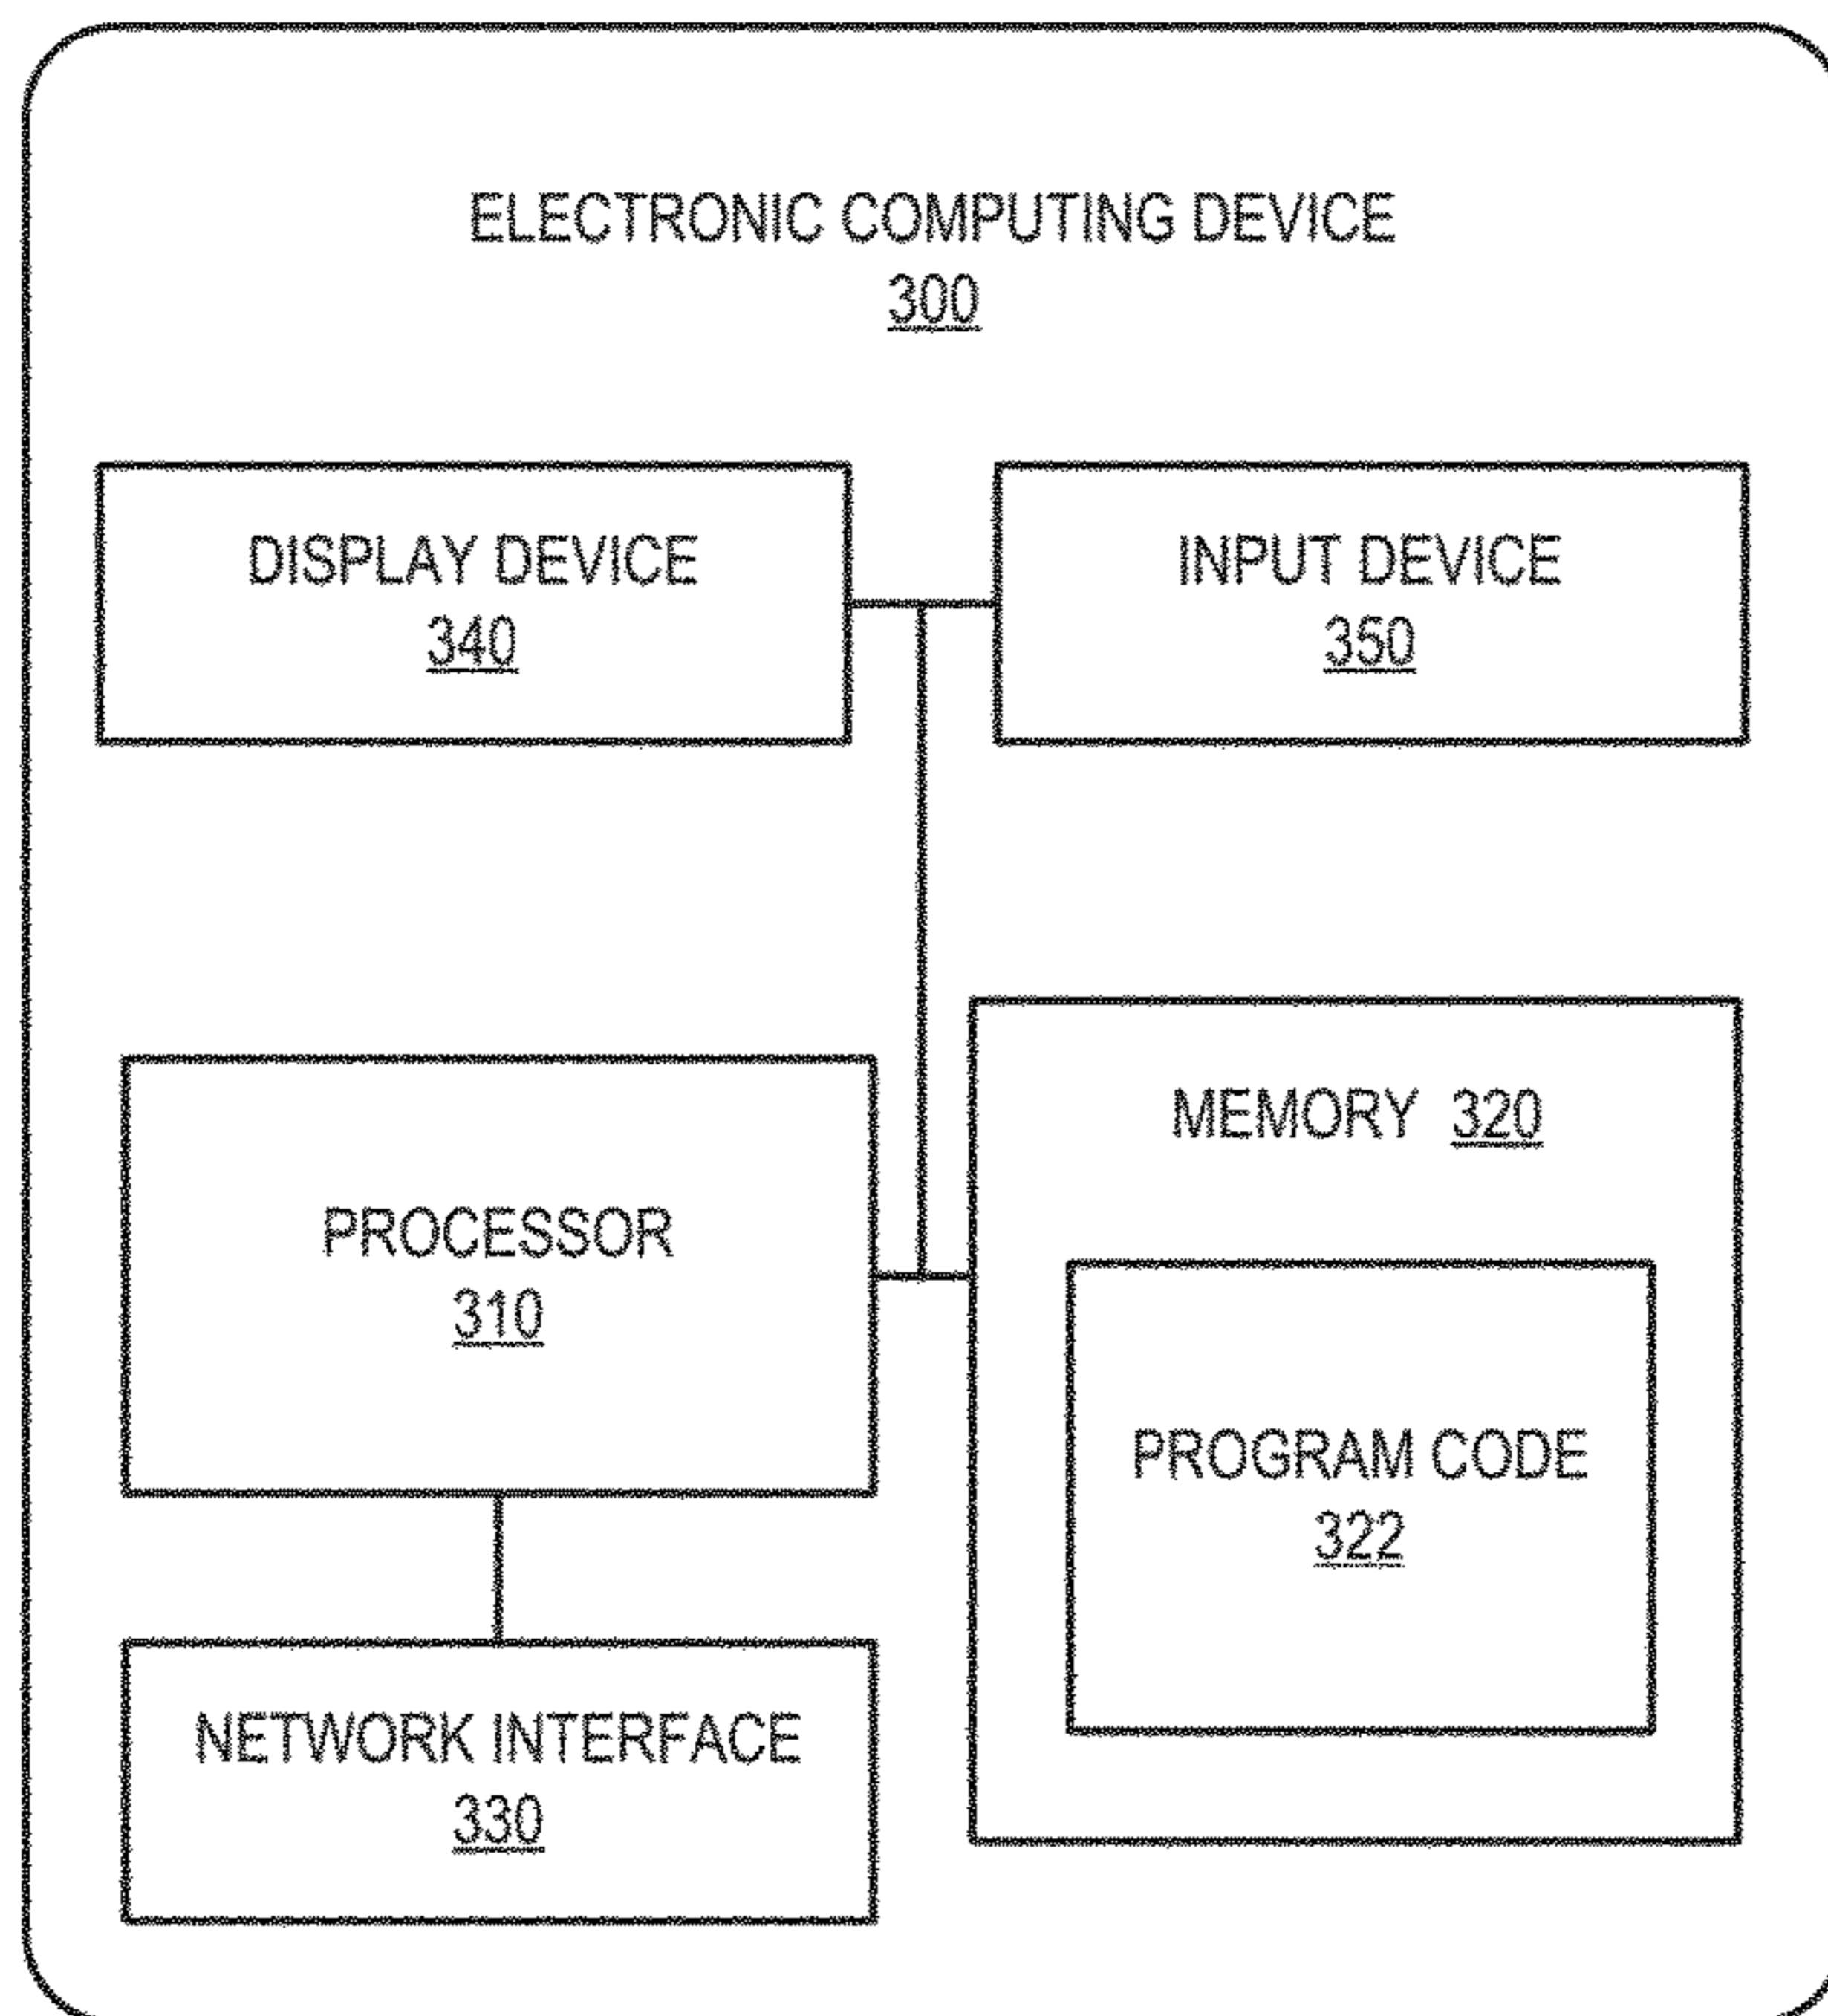 ELECTRONIC COMPUTING DEVICE
300
DISPLAY DEVICE
340
INPUT DEVICE
350
PROCESSOR
310
MEMORY 320
PROGRAM CODE
322
NETWORK INTERFACE
330